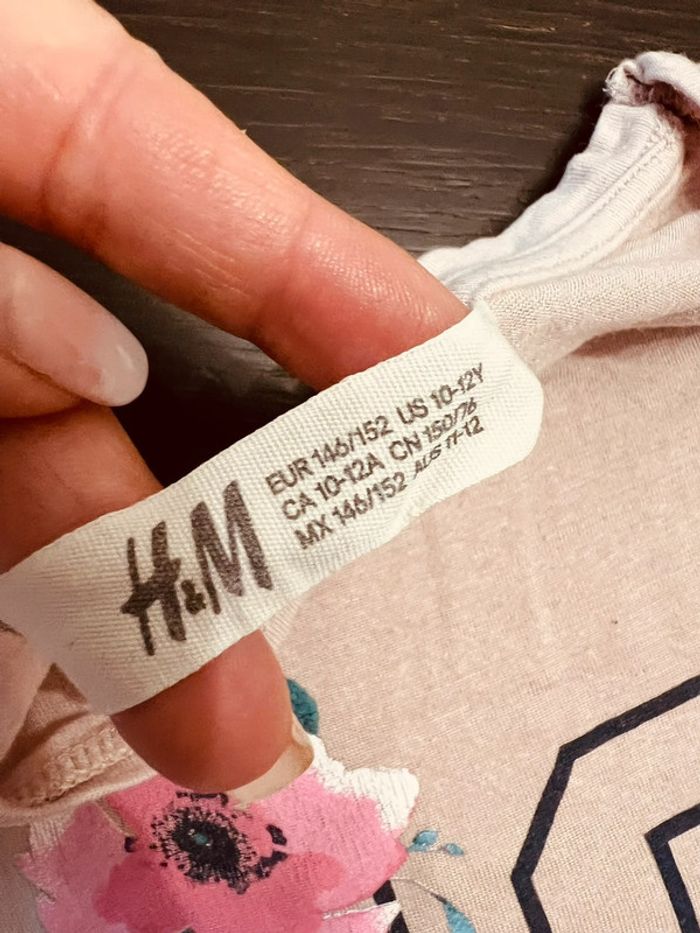 H&M
EUR 146/152 US 10-12Y
CA 10-12A CN 150/76
MX 146/152 AUS 11-12